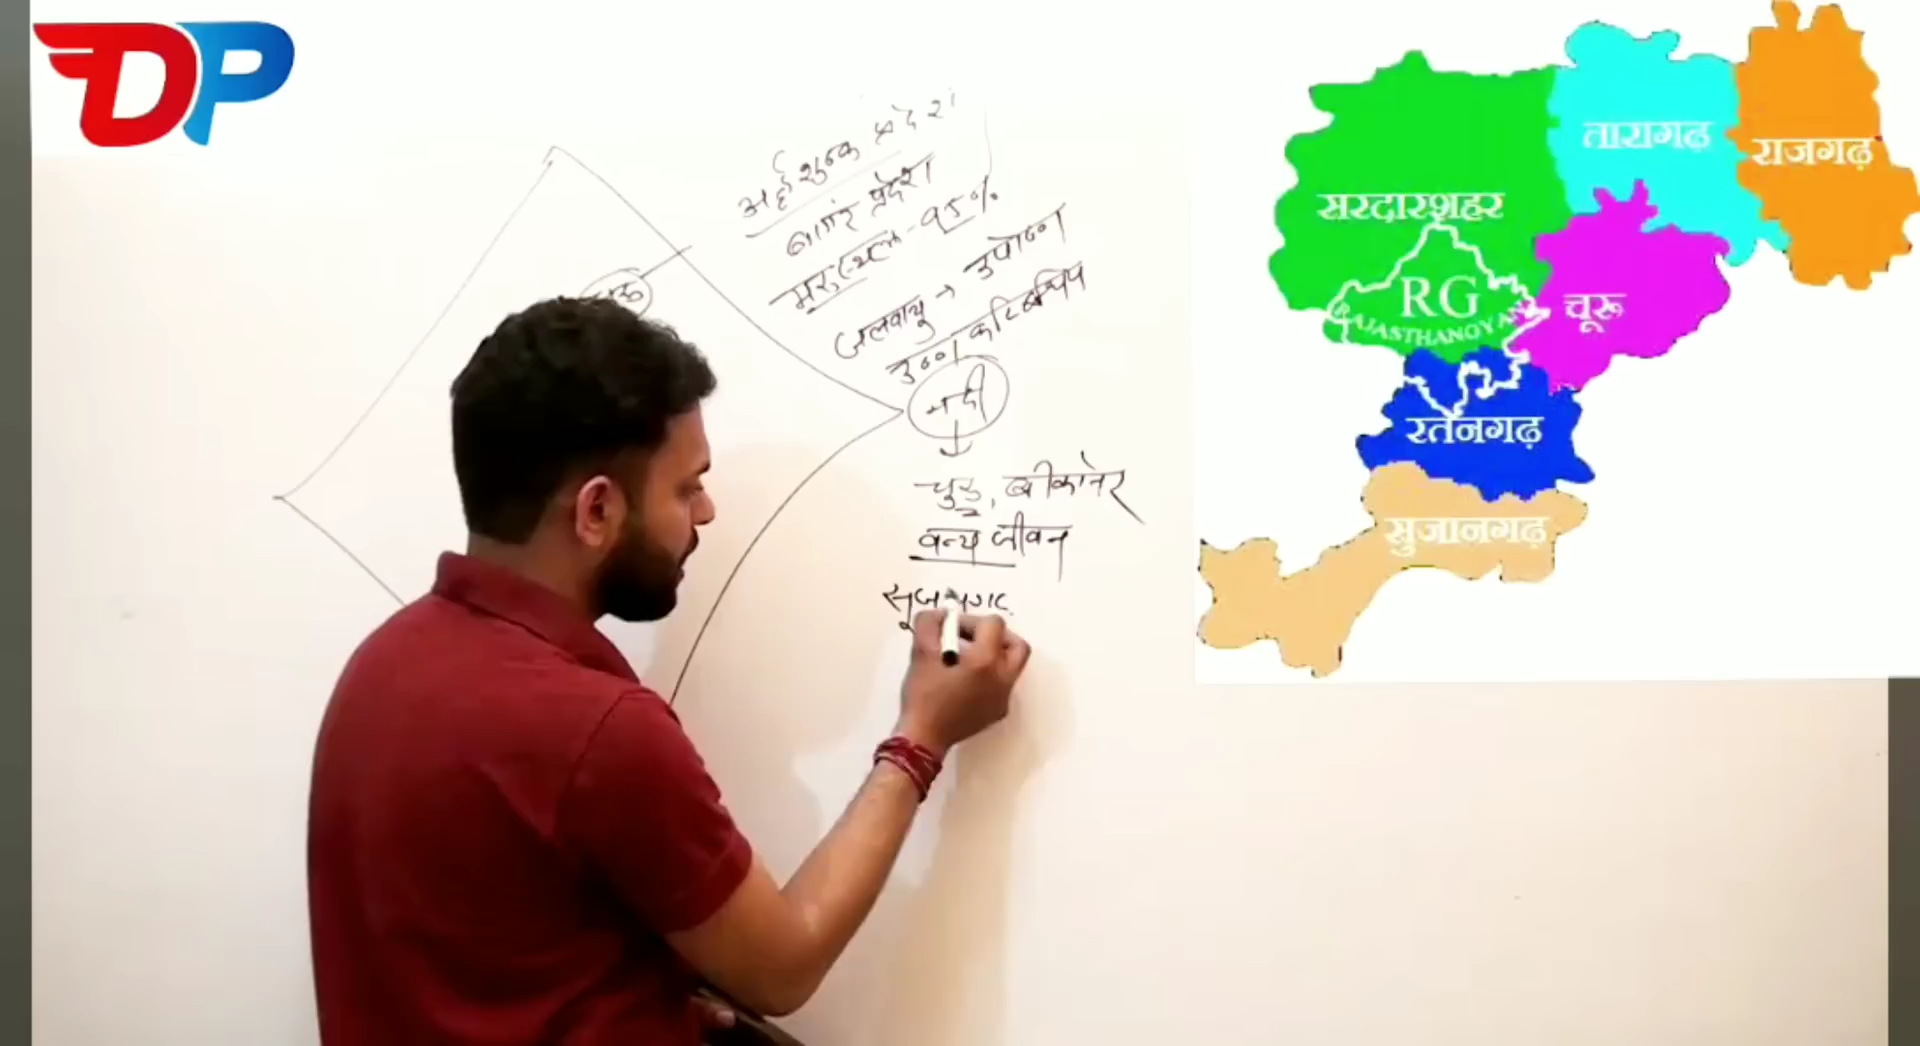 DP
अर्द्धशुष्क प्रदेश
बागंर प्रदेश
मरुस्थल - 95%
जलवायु → उपोष्ण
उष्ण कटिबन्धिय
नदी
चुरु, बीकानेर
वन्य जीवन
तारागढ़
राजगढ़
सरदारशहर
RG
RAJASTHANGYAN
चूरू
रतनगढ़
सुजानगढ़